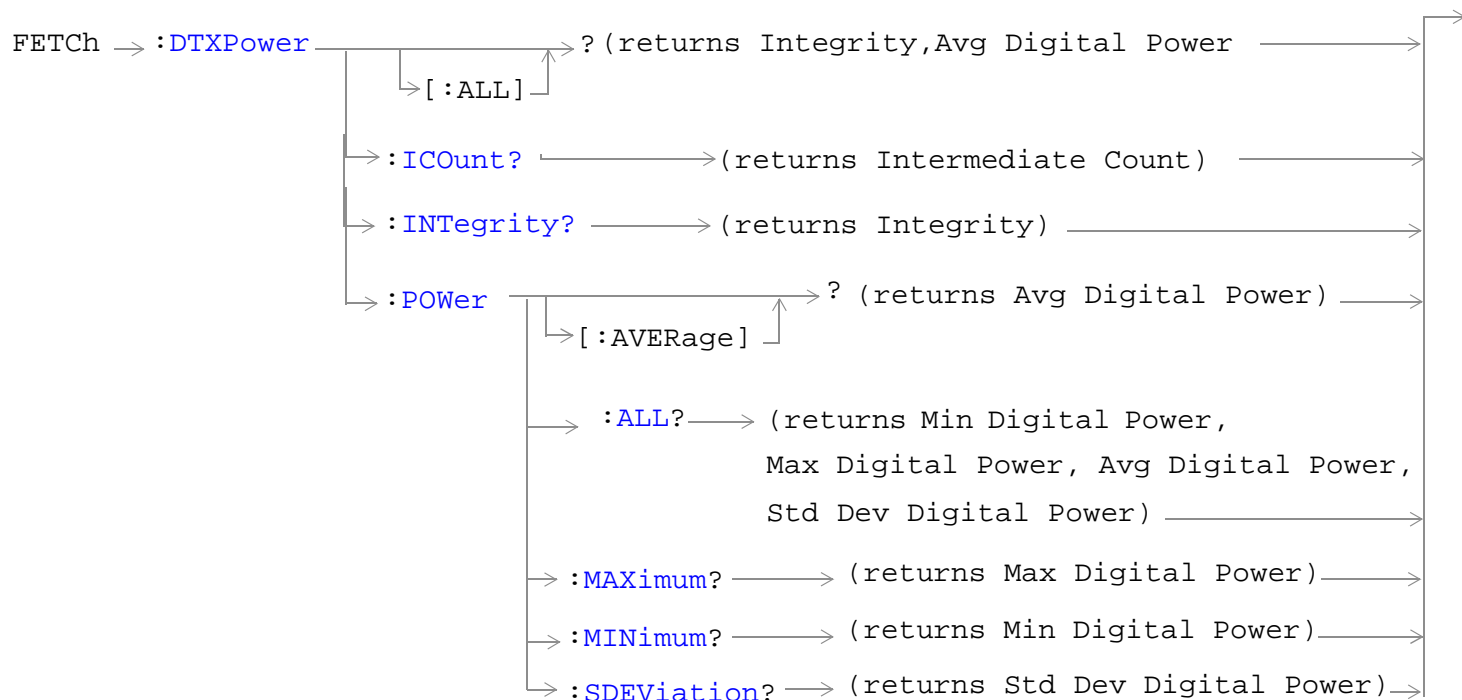 FETCh :DTXPower ?(returns Integrity,Avg Digital Power
[:ALL]
:ICOunt? (returns Intermediate Count)
:INTegrity? (returns Integrity)
:POWer ? (returns Avg Digital Power)
[:AVERage]
:ALL? (returns Min Digital Power,
Max Digital Power, Avg Digital Power,
Std Dev Digital Power)
:MAXimum? (returns Max Digital Power)
:MINimum? (returns Min Digital Power)
:SDEViation? (returns Std Dev Digital Power)